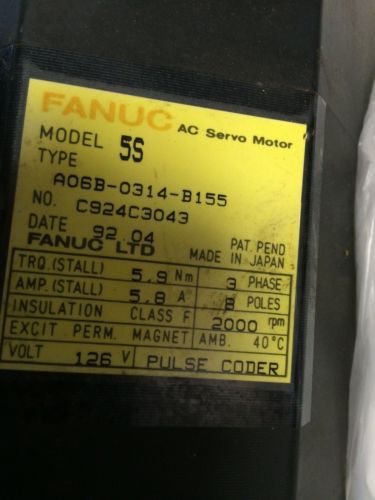 FANUC AC Servo Motor
MODEL 5S
TYPE
A06B-0314-B155
NO. C924C3043
DATE 92.04 PAT. PEND
FANUC LTD MADE IN JAPAN
TRQ.(STALL) 5,9 Nm 3 PHASE
AMP.(STALL) 5,8 A 8 POLES
INSULATION CLASS F 2000 rpm
EXCIT. PERM. MAGNET AMB. 40°C
VOLT 126 V PULSE CODER